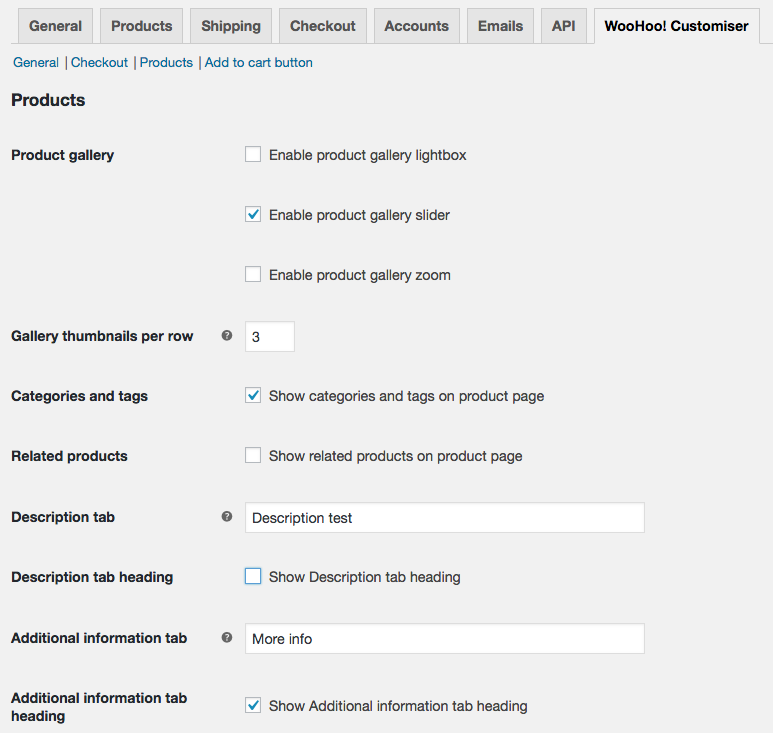 General Products Shipping Checkout Accounts Emails API WooHoo! Customiser
General | Checkout | Products | Add to cart button
Products
Product gallery Enable product gallery lightbox
Enable product gallery slider
Enable product gallery zoom
Gallery thumbnails per row ? 3
Categories and tags Show categories and tags on product page
Related products Show related products on product page
Description tab ? Description test
Description tab heading Show Description tab heading
Additional information tab ? More info
Additional information tab
heading Show Additional information tab heading